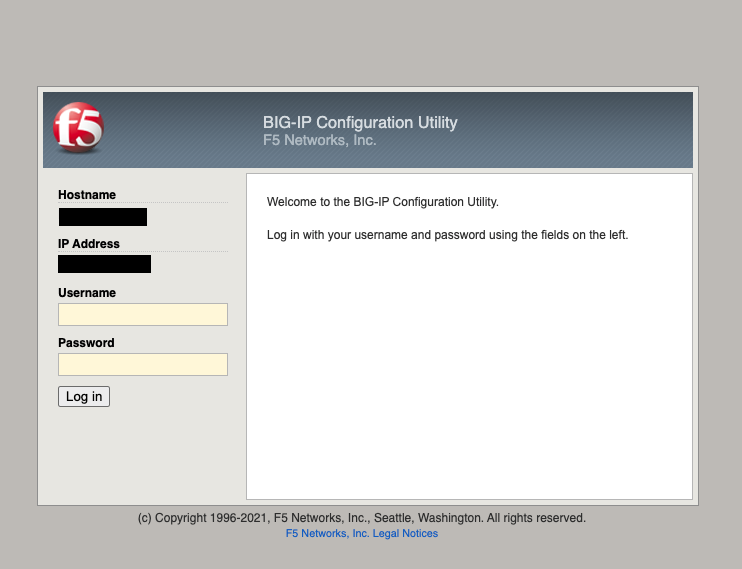 f5
BIG-IP Configuration Utility
F5 Networks, Inc.
Hostname
IP Address
Username
Password
Log in
Welcome to the BIG-IP Configuration Utility.
Log in with your username and password using the fields on the left.
(c) Copyright 1996-2021, F5 Networks, Inc., Seattle, Washington. All rights reserved.
F5 Networks, Inc. Legal Notices